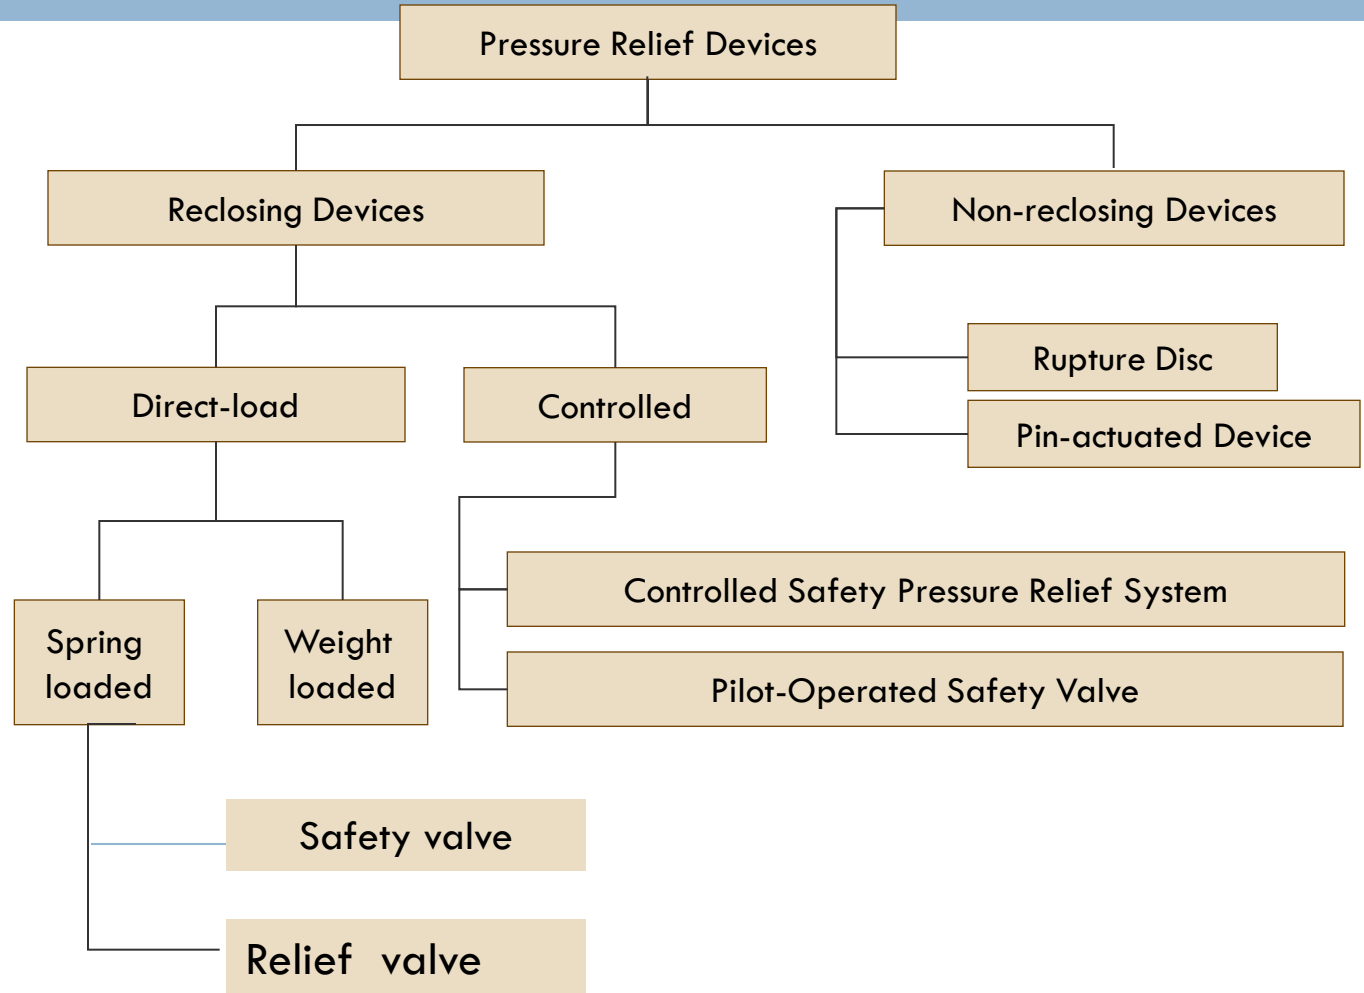 Pressure Relief Devices
Reclosing Devices
Non-reclosing Devices
Rupture Disc
Direct-load
Controlled
Pin-actuated Device
Controlled Safety Pressure Relief System
Spring
loaded
Weight
loaded
Pilot-Operated Safety Valve
Safety valve
Relief valve